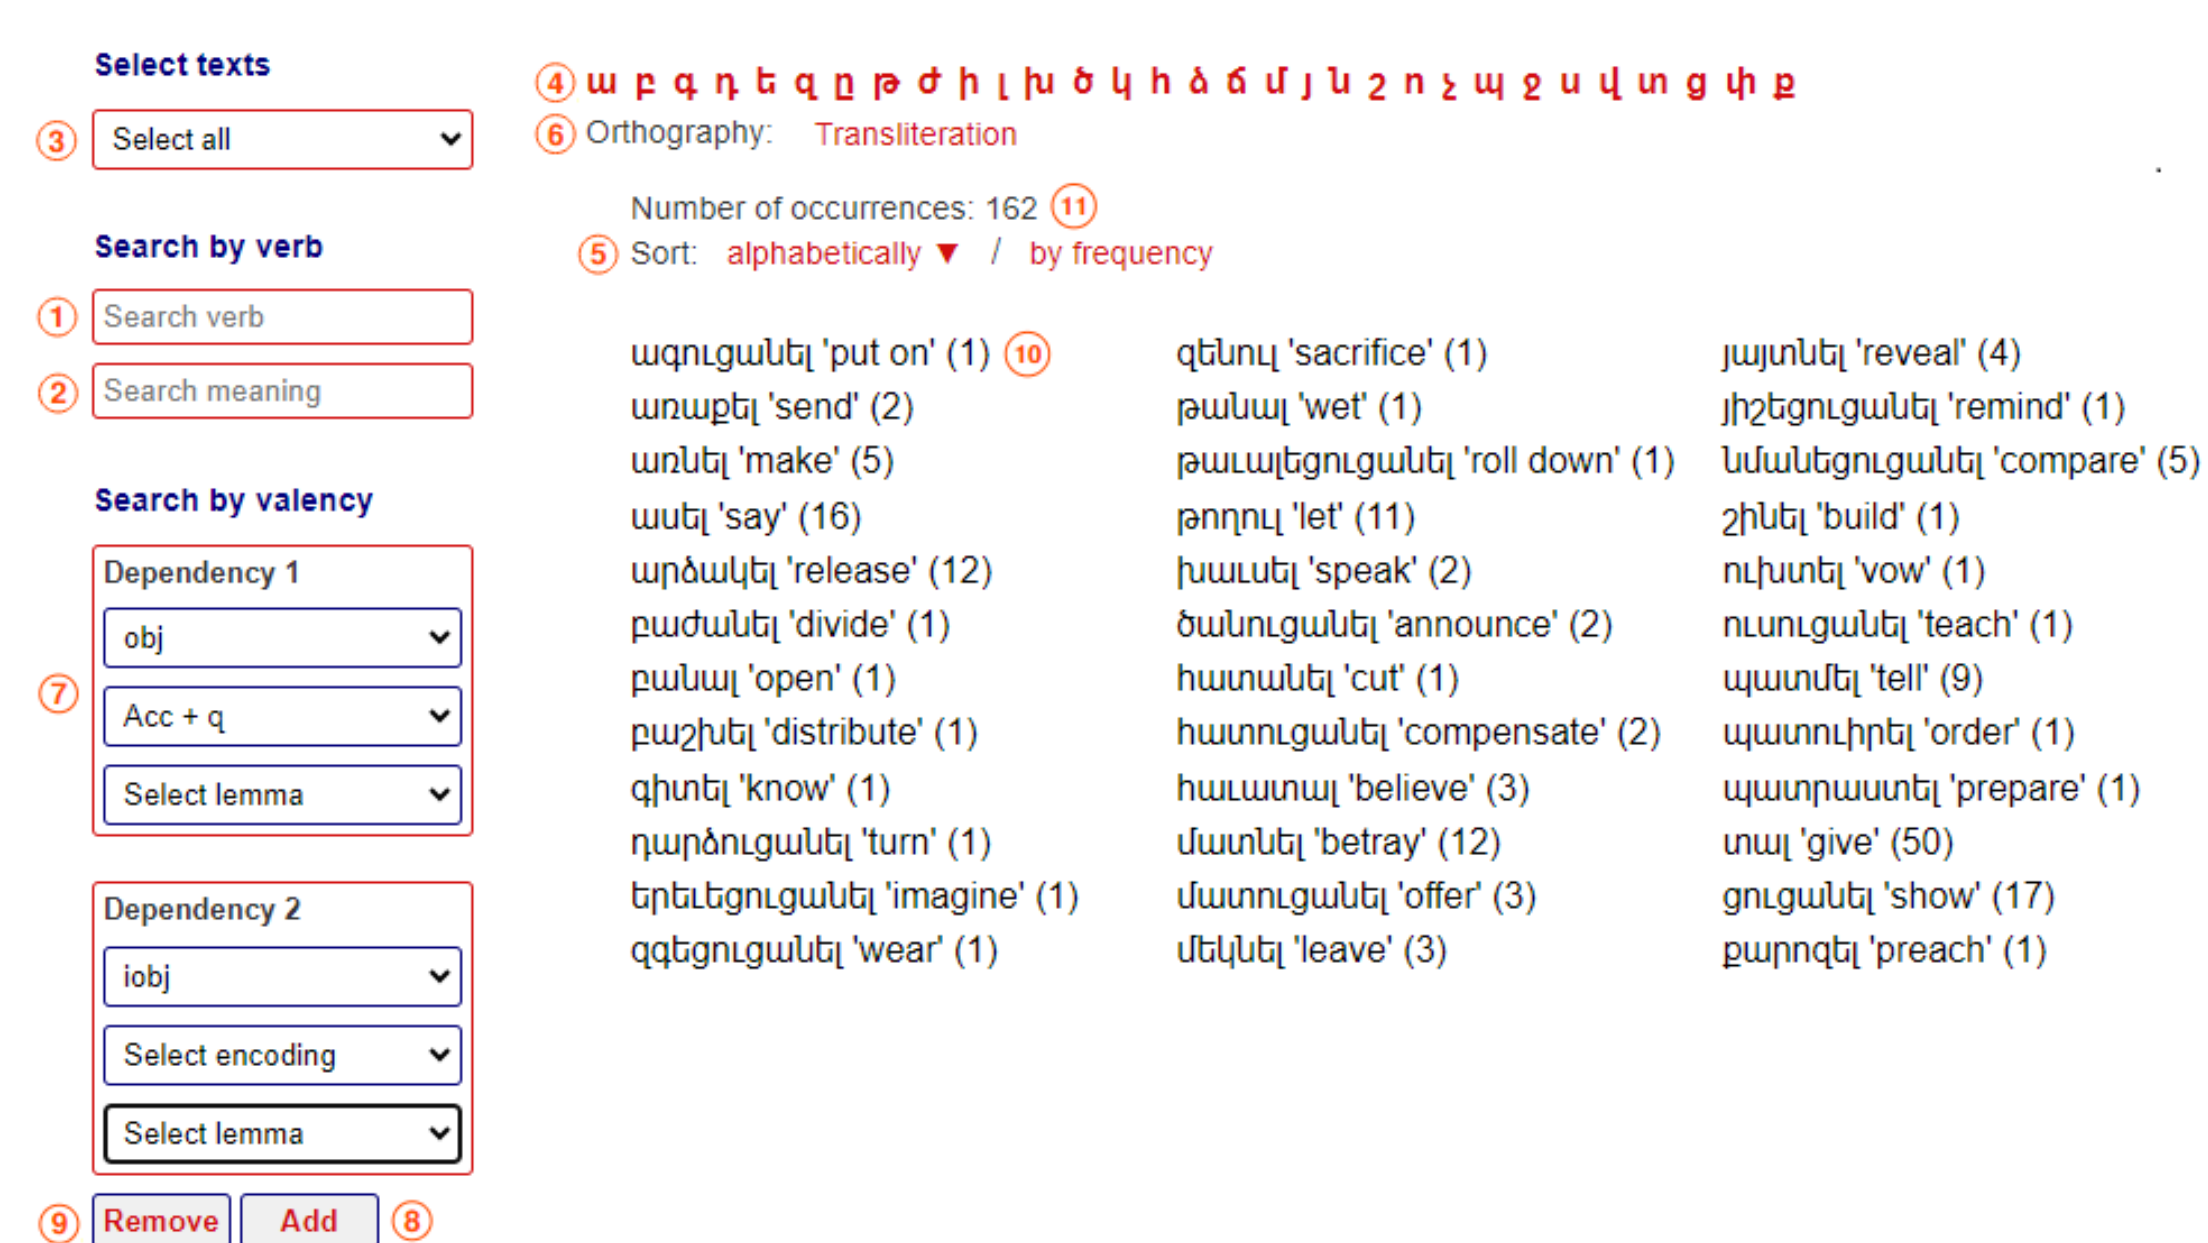 Select texts
③ Select all
Search by verb
① Search verb
② Search meaning
Search by valency
Dependency 1
obj
⑦ Acc + q
Select lemma
Dependency 2
iobj
Select encoding
Select lemma
⑨ Remove Add ⑧
④ ա բ գ դ ե զ ը թ ժ ի լ խ ծ կ հ ձ ճ մ յ ն շ ո չ պ ջ ս վ տ ց փ ք
⑥ Orthography: Transliteration
Number of occurrences: 162 ⑪
⑤ Sort: alphabetically ▼ / by frequency
ագուցանել 'put on' (1) ⑩
առաքել 'send' (2)
առնել 'make' (5)
ասել 'say' (16)
արձակել 'release' (12)
բաժանել 'divide' (1)
բանալ 'open' (1)
բաշխել 'distribute' (1)
գիտել 'know' (1)
դարձուցանել 'turn' (1)
երեւեցուցանել 'imagine' (1)
զգեցուցանել 'wear' (1)
զենուլ 'sacrifice' (1)
թանալ 'wet' (1)
թաւալեցուցանել 'roll down' (1)
թողուլ 'let' (11)
խաւսել 'speak' (2)
ծանուցանել 'announce' (2)
հատանել 'cut' (1)
հատուցանել 'compensate' (2)
հաւատալ 'believe' (3)
մատնել 'betray' (12)
մատուցանել 'offer' (3)
մեկնել 'leave' (3)
յայտնել 'reveal' (4)
յիշեցուցանել 'remind' (1)
նմանեցուցանել 'compare' (5)
շինել 'build' (1)
ուխտել 'vow' (1)
ուսուցանել 'teach' (1)
պատմել 'tell' (9)
պատուիրել 'order' (1)
պատրաստել 'prepare' (1)
տալ 'give' (50)
ցուցանել 'show' (17)
քարոզել 'preach' (1)